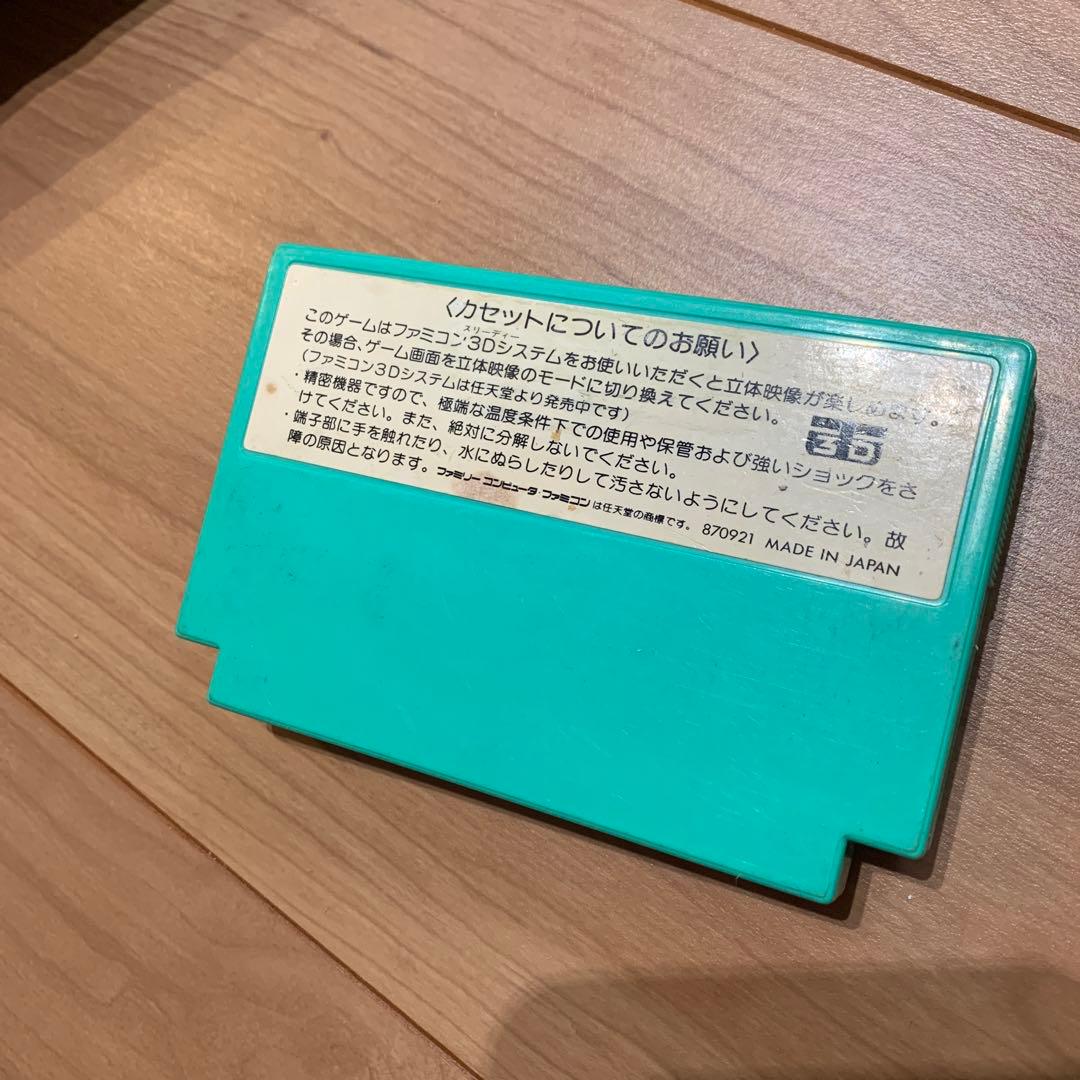 〈カセットについてのお願い〉
スリーディー
このゲームはファミコン3Dシステムをお使いいただくと立体映像が楽しめます。
その場合、ゲーム画面を立体映像のモードに切り換えてください。
(ファミコン3Dシステムは任天堂より発売中です)
3D
・精密機器ですので、極端な温度条件下での使用や保管および強いショックをさ
けてください。また、絶対に分解しないでください。
・端子部に手を触れたり、水にぬらしたりして汚さないようにしてください。故
障の原因となります。
ファミリーコンピュータ・ファミコンは任天堂の商標です。 870921 MADE IN JAPAN